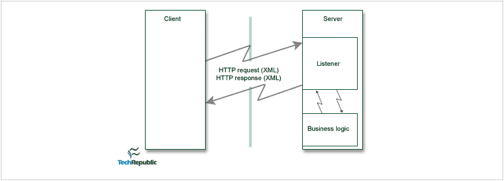 Client
Server
HTTP request (XML)
HTTP response (XML)
Listener
Business logic
TechRepublic